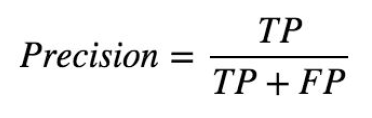 Precision = TP / TP + FP